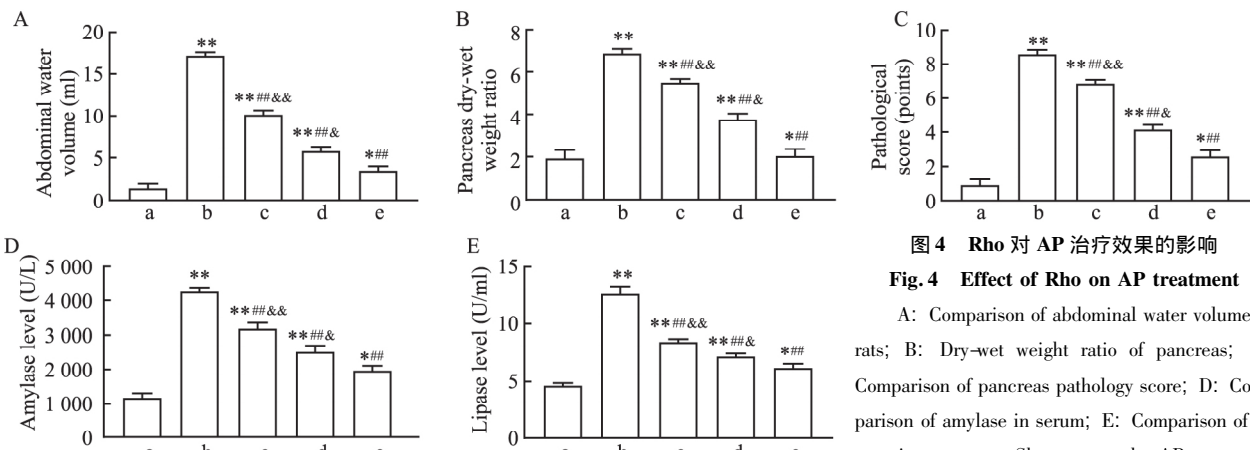 A
Abdominal water
volume (ml)
20
15
10
5
0
**
**##&&
**##&
*##
a b c d e
B
Pancreas dry-wet
weight ratio
8
6
4
2
0
**
**##&&
**##&
*##
a b c d e
C
Pathological
score (points)
10
8
6
4
2
0
**
**##&&
**##&
*##
a b c d e
D
Amylase level (U/L)
5 000
4 000
3 000
2 000
1 000
0
**
**##&&
**##&
*##
E
Lipase level (U/ml)
15
10
5
0
**
**##&&
**##&
*##
图 4 Rho 对 AP 治疗效果的影响
Fig. 4 Effect of Rho on AP treatment
A: Comparison of abdominal water volume
rats; B: Dry-wet weight ratio of pancreas;
Comparison of pancreas pathology score; D: Co
parison of amylase in serum; E: Comparison of